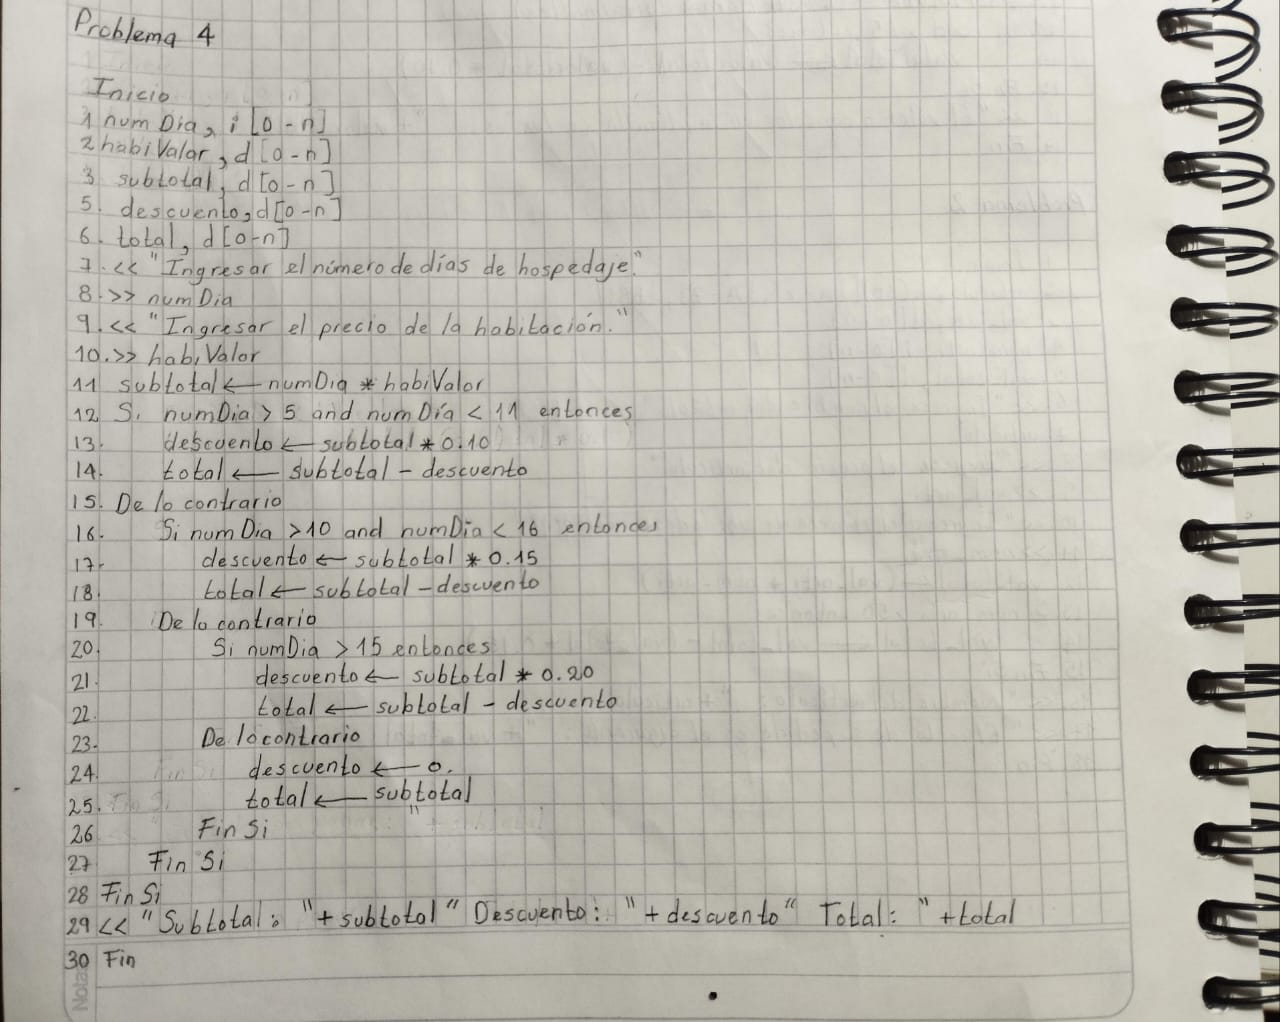 Problema 4
Inicio
1 numDia, i [0-n]
2 habiValor, d [0-n]
3 subtotal, d [0-n]
5. descuento, d[0-n]
6. total, d [0-n]
7. << "Ingresar el número de días de hospedaje."
8. >> numDia
9. << "Ingresar el precio de la habitación."
10. >> habiValor
11 subtotal ← numDia * habiValor
12 Si numDia > 5 and numDía < 11 entonces
13. descuento ← subtotal * 0.10
14. total ← subtotal - descuento
15. De lo contrario
16. Si numDia > 10 and numDia < 16 entonces
17. descuento ← subtotal * 0.15
18. total ← subtotal - descuento
19. De lo contrario
20. Si numDia > 15 entonces
21. descuento ← subtotal * 0.20
22. total ← subtotal - descuento
23. De lo contrario
24. descuento ← 0.
25. total ← subtotal
26 Fin Si
27 Fin Si
28 Fin Si
29 << "Subtotal: "+ subtotal " Descuento: "+ descuento " Total: " + total
30 Fin
Nota